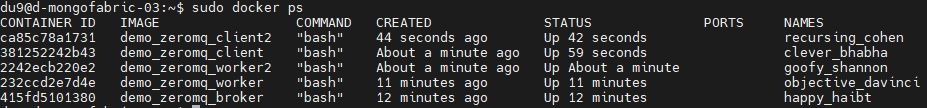 du9@d-mongofabric-03:~$ sudo docker ps
CONTAINER ID   IMAGE                 COMMAND   CREATED              STATUS              PORTS     NAMES
ca85c78a1731   demo_zeromq_client2   "bash"    44 seconds ago       Up 42 seconds                 recursing_cohen
381252242b43   demo_zeromq_client    "bash"    About a minute ago   Up 59 seconds                 clever_bhabha
2242ecb220e2   demo_zeromq_worker2   "bash"    About a minute ago   Up About a minute             goofy_shannon
232ccd2e7d4e   demo_zeromq_worker    "bash"    11 minutes ago       Up 11 minutes                 objective_davinci
415fd5101380   demo_zeromq_broker    "bash"    12 minutes ago       Up 12 minutes                 happy_haibt